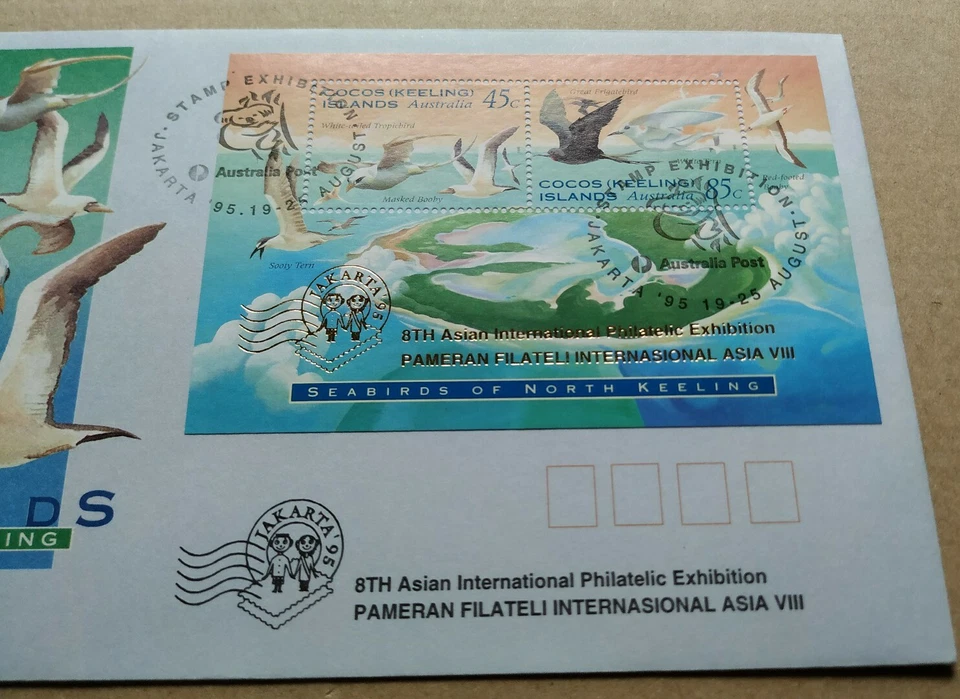 COCOS (KEELING)
ISLANDS Australia 45c
White-tailed Tropicbird
Masked Booby
Great Frigatebird
COCOS (KEELING)
ISLANDS Australia 85c
Red-footed
Booby
Sooty Tern
JAKARTA · STAMP EXHIBITION
Australia Post
'95.19-25 AUGUST
STAMP EXHIBITION
Australia Post
JAKARTA '95 19-25 AUGUST
JAKARTA '95
8TH Asian International Philatelic Exhibition
PAMERAN FILATELI INTERNASIONAL ASIA VIII
SEABIRDS OF NORTH KEELING
DS
ING
JAKARTA '95
8TH Asian International Philatelic Exhibition
PAMERAN FILATELI INTERNASIONAL ASIA VIII